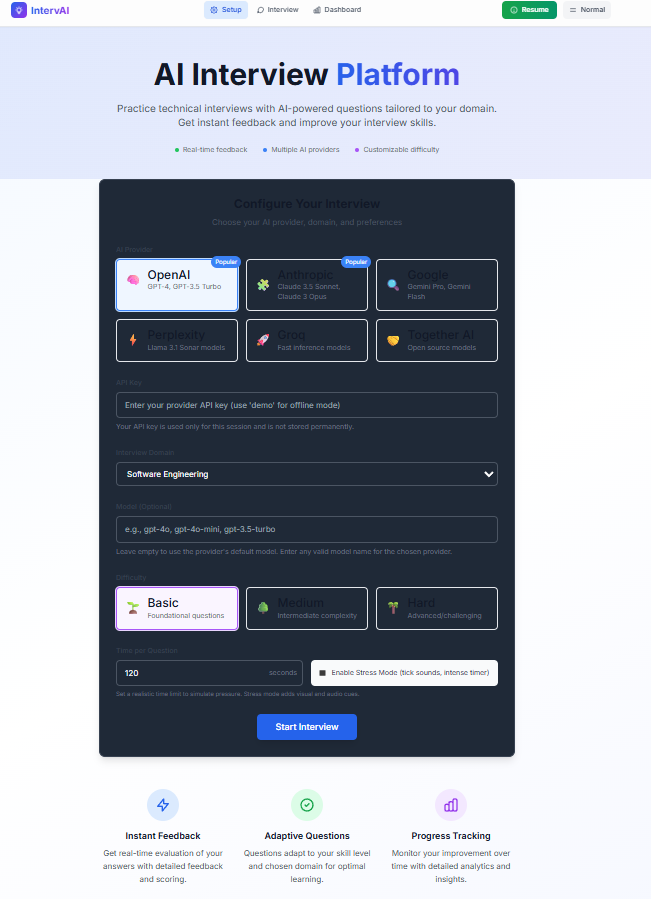 IntervAI
Setup
Interview
Dashboard
Resume
Normal
AI Interview Platform
Practice technical interviews with AI-powered questions tailored to your domain.
Get instant feedback and improve your interview skills.
Real-time feedback
Multiple AI providers
Customizable difficulty
Configure Your Interview
Choose your AI provider, domain, and preferences
AI Provider
Popular
OpenAI
GPT-4, GPT-3.5 Turbo
Popular
Anthropic
Claude 3.5 Sonnet,
Claude 3 Opus
Google
Gemini Pro, Gemini
Flash
Perplexity
Llama 3.1 Sonar models
Groq
Fast inference models
Together AI
Open source models
API Key
Enter your provider API key (use 'demo' for offline mode)
Your API key is used only for this session and is not stored permanently.
Interview Domain
Software Engineering
Model (Optional)
e.g., gpt-4o, gpt-4o-mini, gpt-3.5-turbo
Leave empty to use the provider's default model. Enter any valid model name for the chosen provider.
Difficulty
Basic
Foundational questions
Medium
Intermediate complexity
Hard
Advanced/challenging
Time per Question
120
seconds
Enable Stress Mode (tick sounds, intense timer)
Set a realistic time limit to simulate pressure. Stress mode adds visual and audio cues.
Start Interview
Instant Feedback
Get real-time evaluation of your
answers with detailed feedback
and scoring.
Adaptive Questions
Questions adapt to your skill level
and chosen domain for optimal
learning.
Progress Tracking
Monitor your improvement over
time with detailed analytics and
insights.